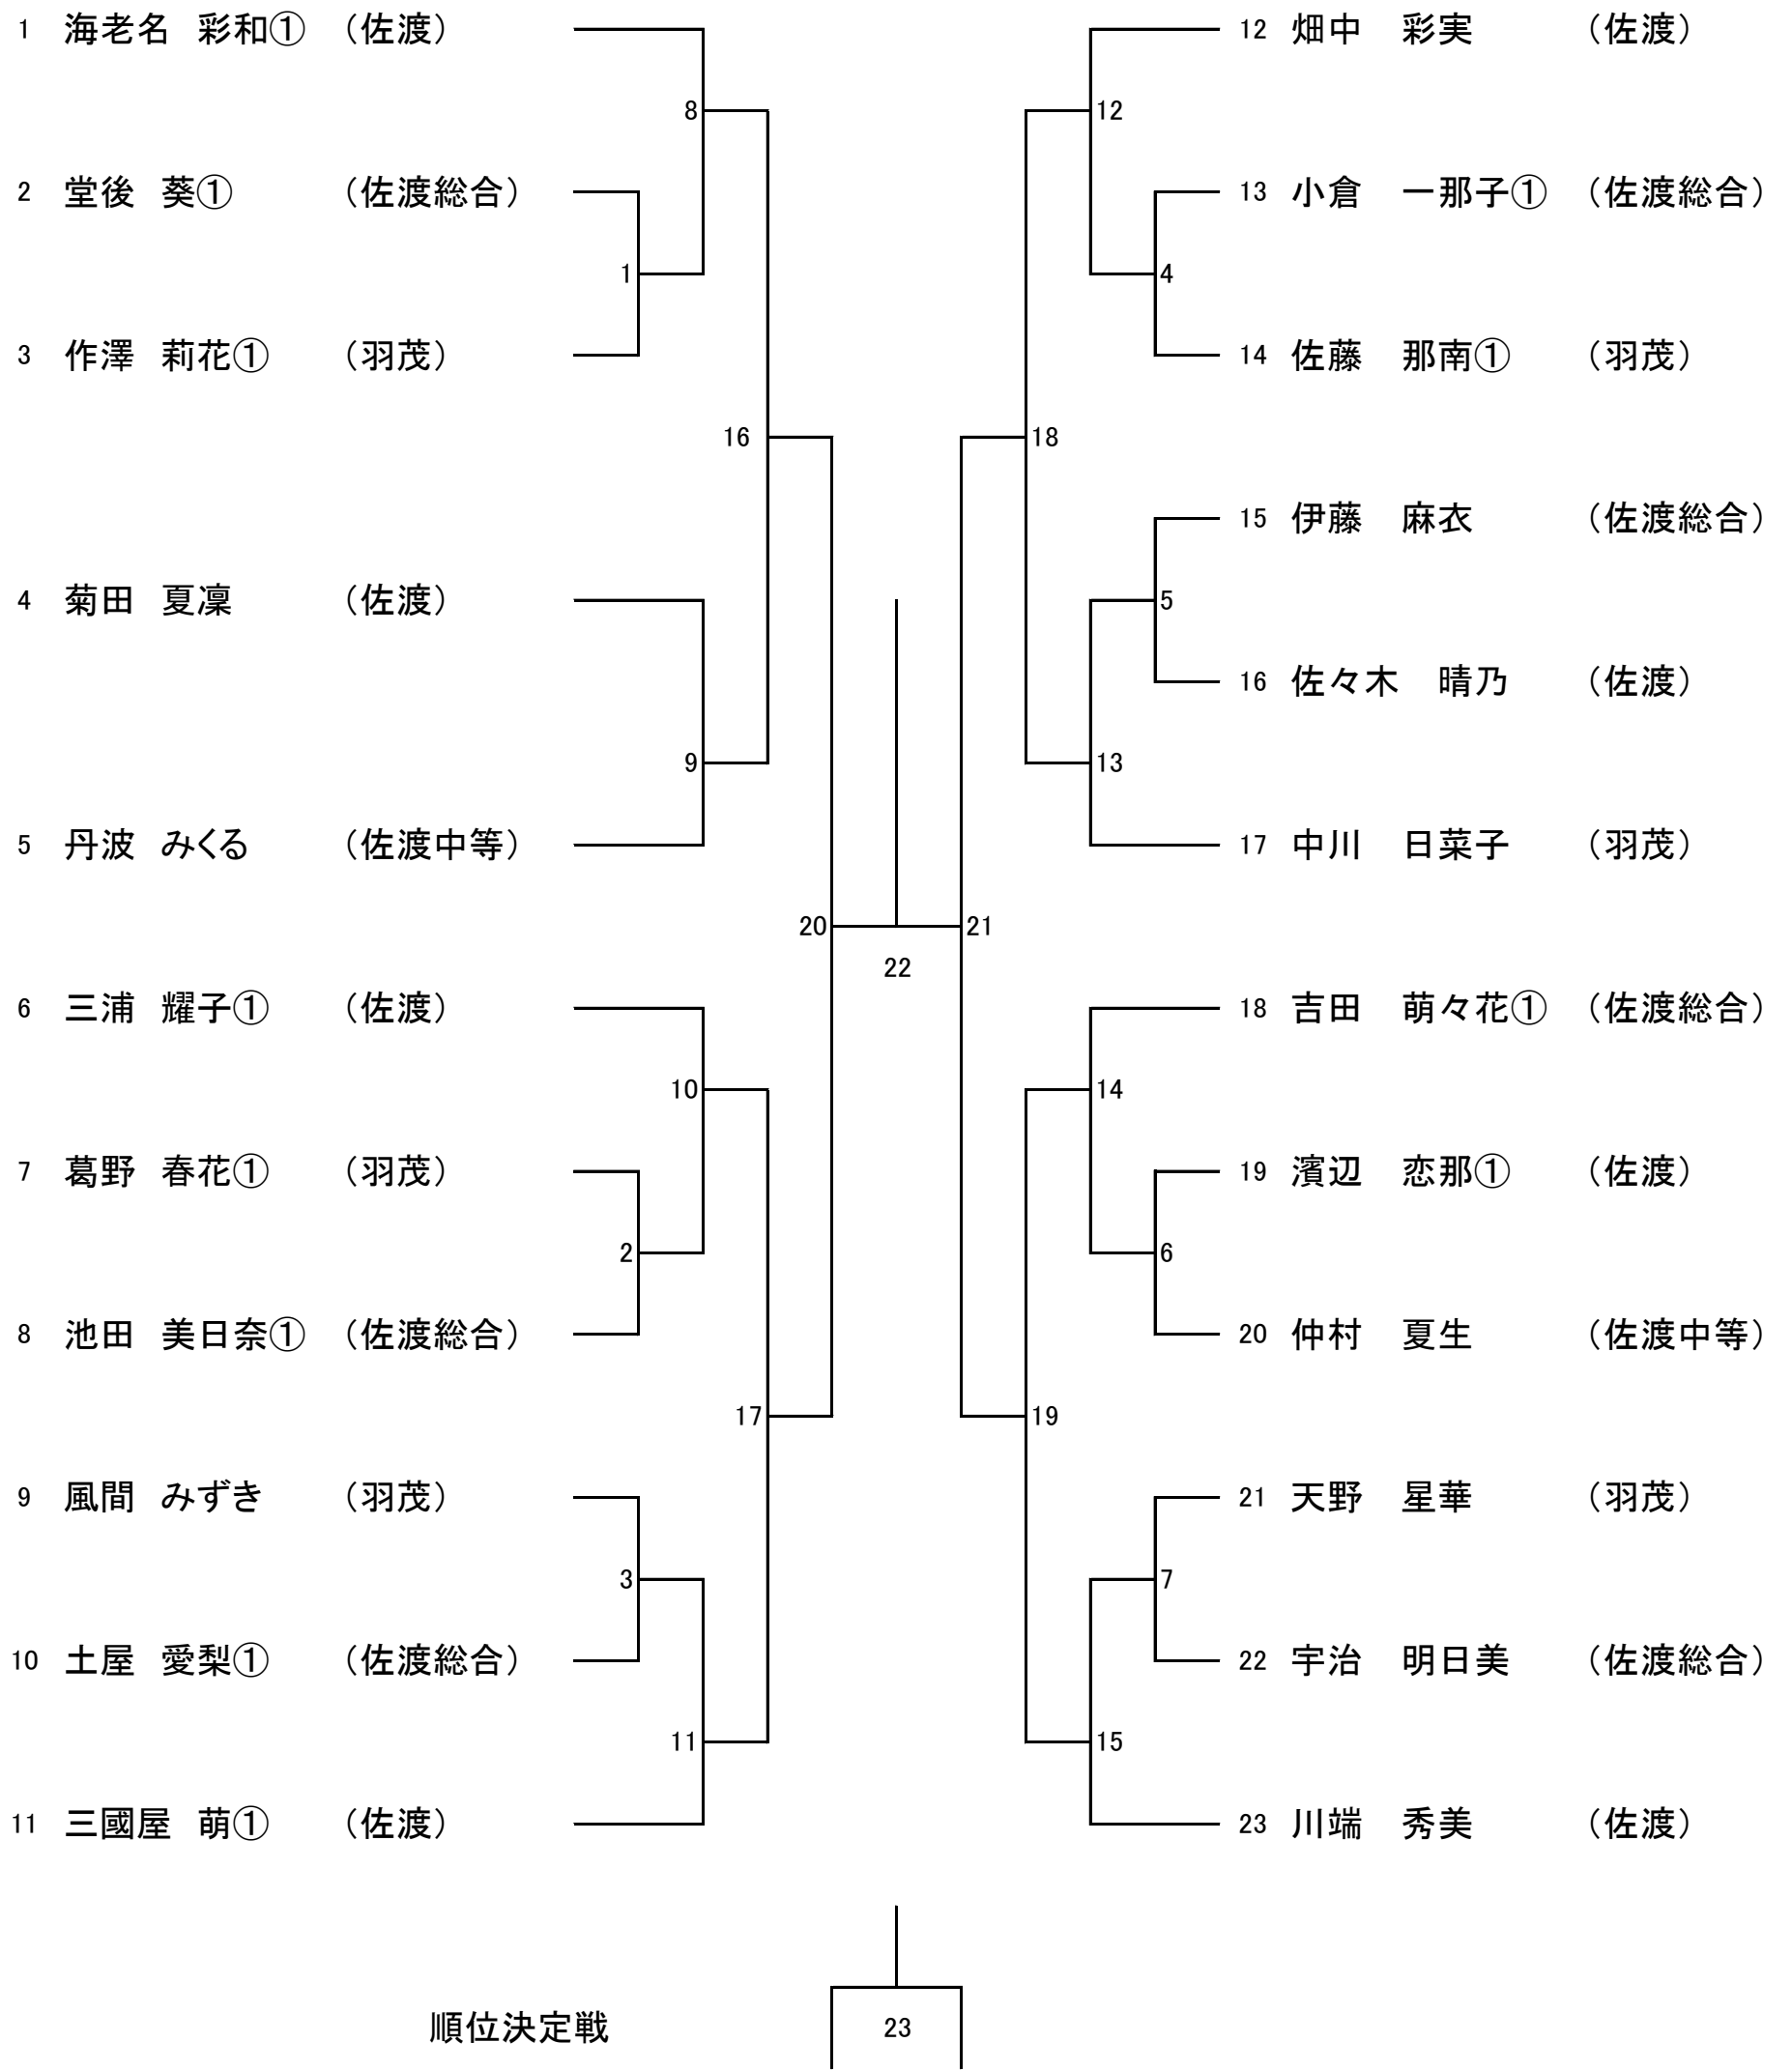 1 海老名 彩和① （佐渡）
8
2 堂後 葵① （佐渡総合）
1
3 作澤 莉花① （羽茂）
16
4 菊田 夏凜 （佐渡）
9
5 丹波 みくる （佐渡中等）
20
6 三浦 耀子① （佐渡）
10
7 葛野 春花① （羽茂）
2
8 池田 美日奈① （佐渡総合）
17
9 風間 みずき （羽茂）
3
10 土屋 愛梨① （佐渡総合）
11
11 三國屋 萌① （佐渡）
22
12 畑中 彩実 （佐渡）
12
13 小倉 一那子① （佐渡総合）
4
14 佐藤 那南① （羽茂）
18
15 伊藤 麻衣 （佐渡総合）
5
16 佐々木 晴乃 （佐渡）
13
17 中川 日菜子 （羽茂）
21
18 吉田 萌々花① （佐渡総合）
14
19 濱辺 恋那① （佐渡）
6
20 仲村 夏生 （佐渡中等）
19
21 天野 星華 （羽茂）
7
22 宇治 明日美 （佐渡総合）
15
23 川端 秀美 （佐渡）
順位決定戦 23